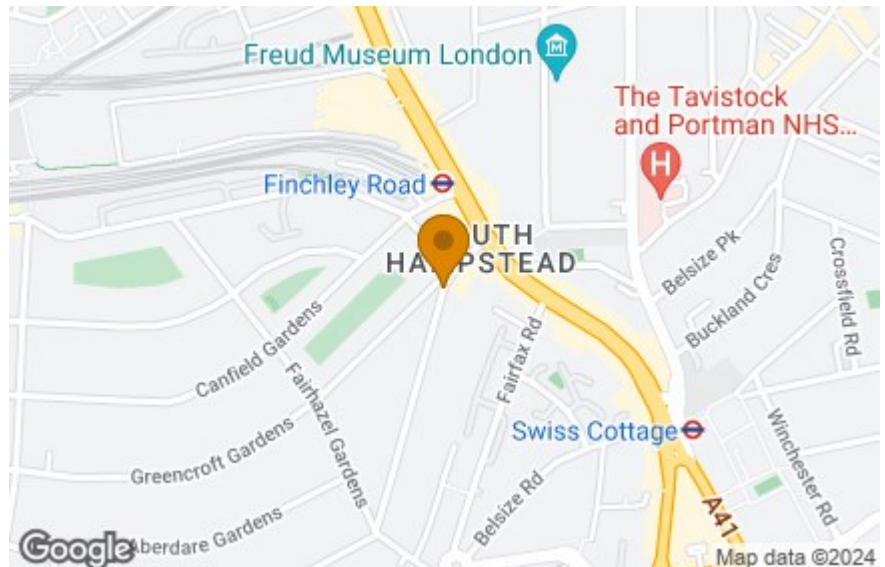 Freud Museum London
The Tavistock
and Portman NHS...
H
Finchley Road
UTH
HAMPSTEAD
Belsize Pk
Crossfield Rd
Buckland Cres
Canfield Gardens
Fairfax Rd
Fairhazel Gardens
Swiss Cottage
Greencroft Gardens
Winchester Rd
Belsize Rd
A41
Aberdare Gardens
Google
Map data ©2024